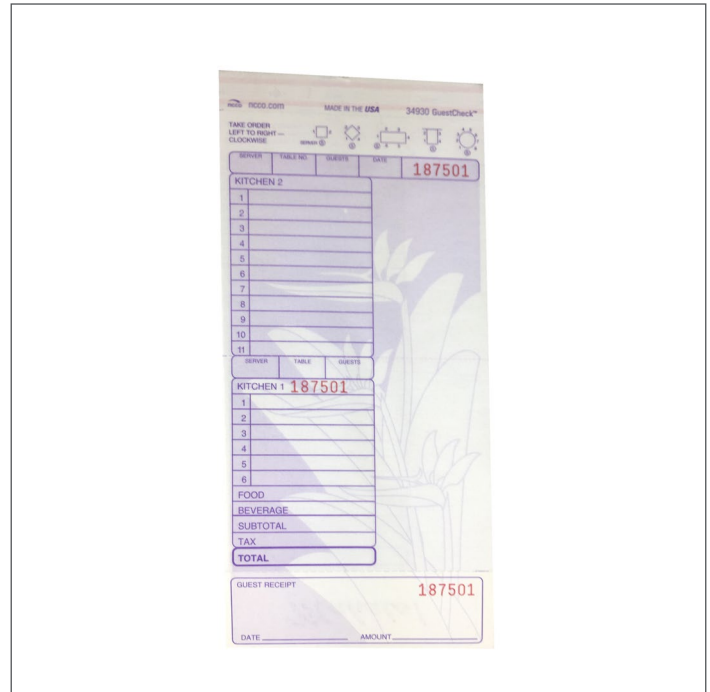 ncco ncco.com MADE IN THE USA 34930 GuestCheck™
TAKE ORDER
LEFT TO RIGHT —
CLOCKWISE
SERVER TABLE NO. GUESTS DATE 187501
KITCHEN 2
1
2
3
4
5
6
7
8
9
10
11
SERVER TABLE GUESTS
KITCHEN 1 187501
1
2
3
4
5
6
FOOD
BEVERAGE
SUBTOTAL
TAX
TOTAL
GUEST RECEIPT 187501
DATE AMOUNT